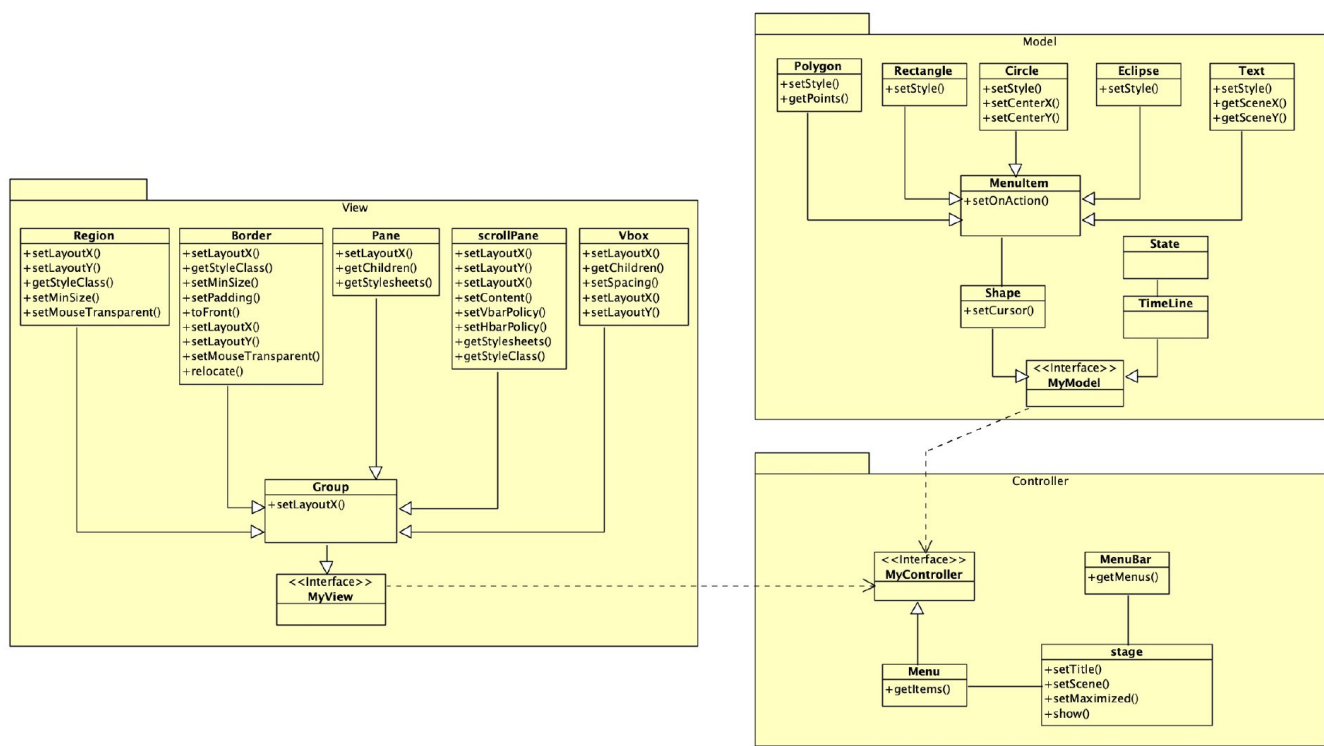 View
Region
+setLayoutX()
+setLayoutY()
+getStyleClass()
+setMinSize()
+setMouseTransparent()
Border
+setLayoutX()
+getStyleClass()
+setMinSize()
+setPadding()
+toFront()
+setLayoutX()
+setLayoutY()
+setMouseTransparent()
+relocate()
Pane
+setLayoutX()
+getChildren()
+getStylesheets()
scrollPane
+setLayoutX()
+setLayoutY()
+setLayoutX()
+setContent()
+setVbarPolicy()
+setHbarPolicy()
+getStylesheets()
+getStyleClass()
Vbox
+setLayoutX()
+getChildren()
+setSpacing()
+setLayoutX()
+setLayoutY()
Group
+setLayoutX()
<<Interface>>
MyView
Model
Polygon
+setStyle()
+getPoints()
Rectangle
+setStyle()
Circle
+setStyle()
+setCenterX()
+setCenterY()
Eclipse
+setStyle()
Text
+setStyle()
+getSceneX()
+getSceneY()
MenuItem
+setOnAction()
State
Shape
+setCursor()
TimeLine
<<Interface>>
MyModel
Controller
<<Interface>>
MyController
MenuBar
+getMenus()
Menu
+getItems()
stage
+setTitle()
+setScene()
+setMaximized()
+show()